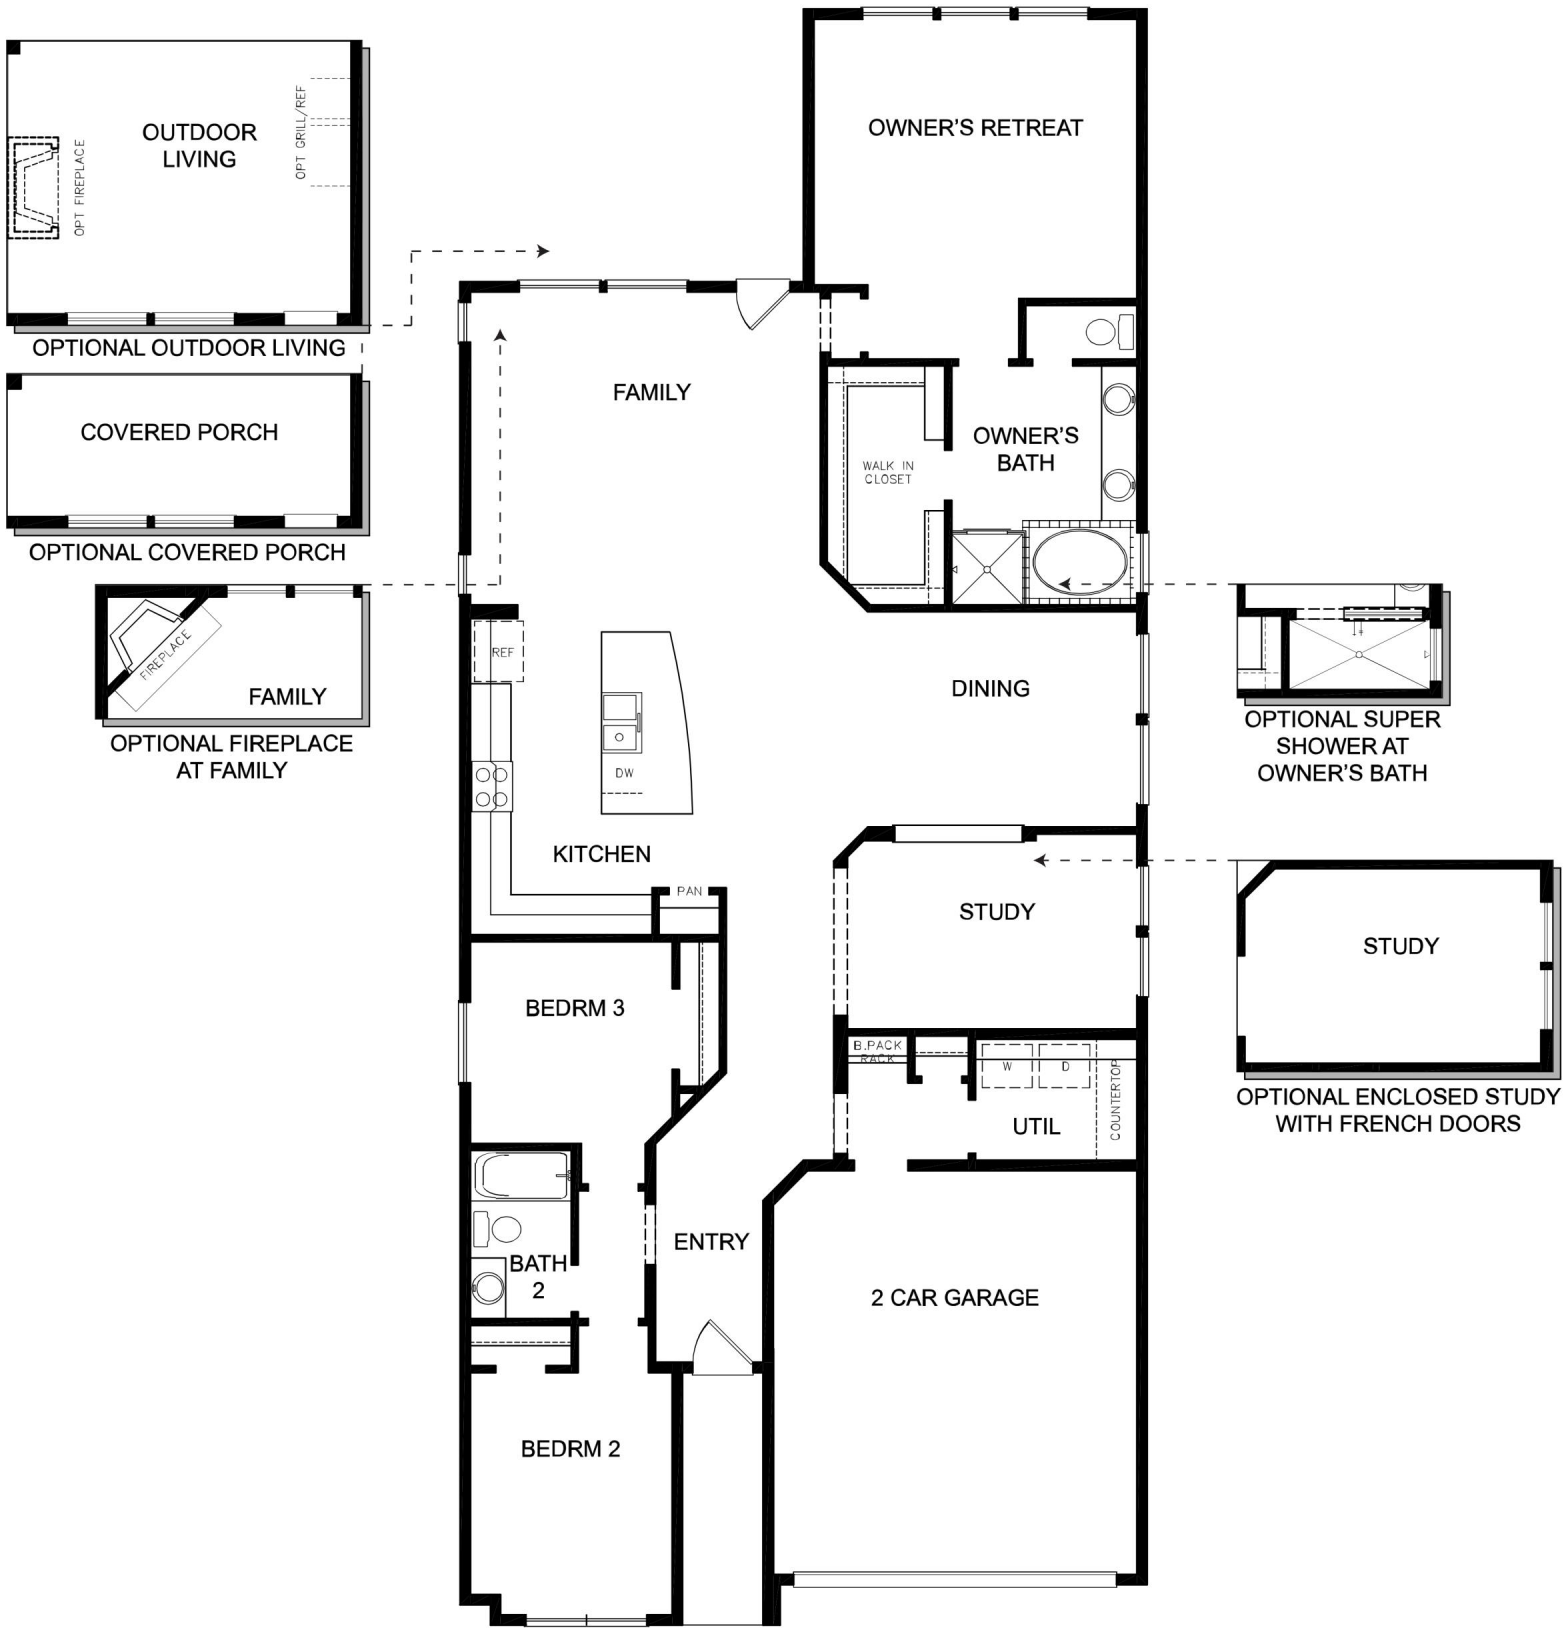 OUTDOOR
LIVING
OPT FIREPLACE
OPT GRILL/REF
OPTIONAL OUTDOOR LIVING
COVERED PORCH
OPTIONAL COVERED PORCH
FIREPLACE
FAMILY
OPTIONAL FIREPLACE
AT FAMILY
OWNER'S RETREAT
FAMILY
WALK IN
CLOSET
OWNER'S
BATH
REF
DW
DINING
KITCHEN
PAN
STUDY
BEDRM 3
B.PACK
RACK
W
D
COUNTERTOP
UTIL
ENTRY
BATH
2
2 CAR GARAGE
BEDRM 2
OPTIONAL SUPER
SHOWER AT
OWNER'S BATH
STUDY
OPTIONAL ENCLOSED STUDY
WITH FRENCH DOORS